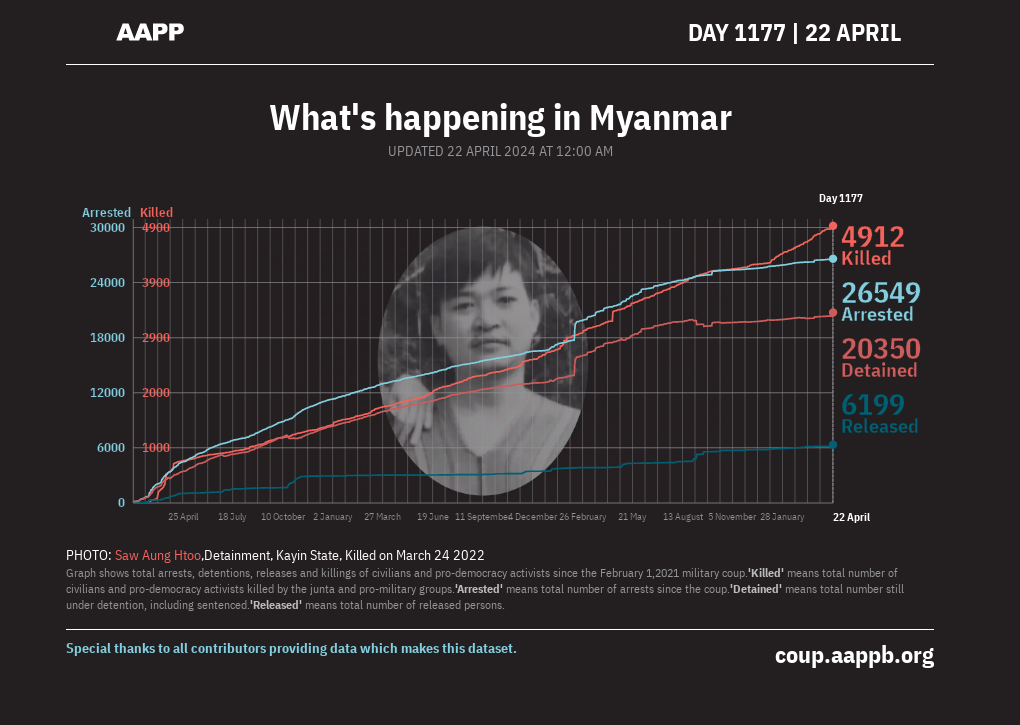 AAPP
DAY 1177 | 22 APRIL
What's happening in Myanmar
UPDATED 22 APRIL 2024 AT 12:00 AM
Day 1177
Arrested Killed
30000 4900
24000 3900
18000 2900
12000 2000
6000 1000
0
4912
Killed
26549
Arrested
20350
Detained
6199
Released
25 April 18 July 10 October 2 January 27 March 19 June 11 September 4 December 26 February 21 May 13 August 5 November 28 January 22 April
PHOTO: Saw Aung Htoo,Detainment, Kayin State, Killed on March 24 2022
Graph shows total arrests, detentions, releases and killings of civilians and pro-democracy activists since the February 1,2021 military coup.'Killed' means total number of
civilians and pro-democracy activists killed by the junta and pro-military groups.'Arrested' means total number of arrests since the coup.'Detained' means total number still
under detention, including sentenced.'Released' means total number of released persons.
Special thanks to all contributors providing data which makes this dataset.
coup.aappb.org